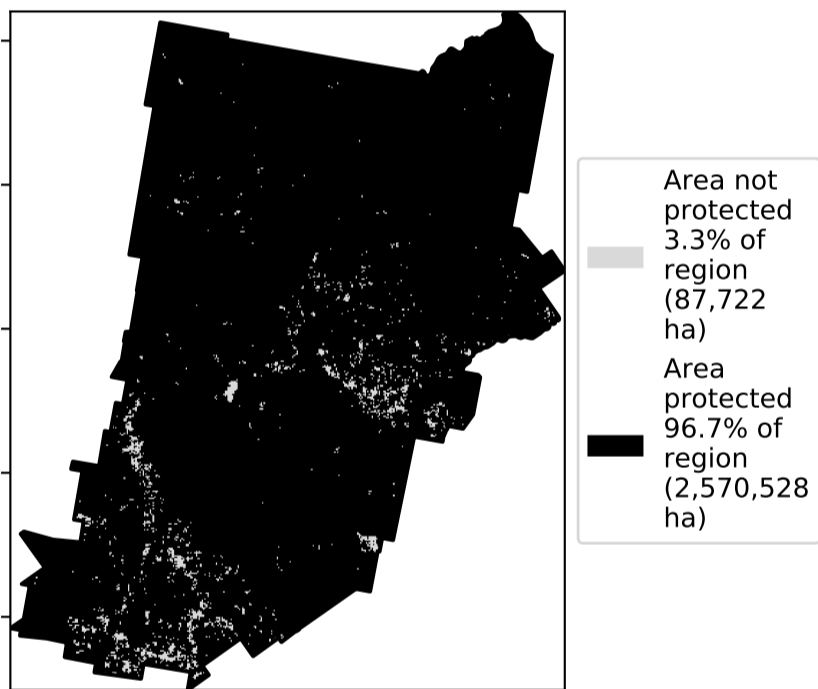 Area not
protected
3.3% of
region
(87,722
ha)
Area
protected
96.7% of
region
(2,570,528
ha)